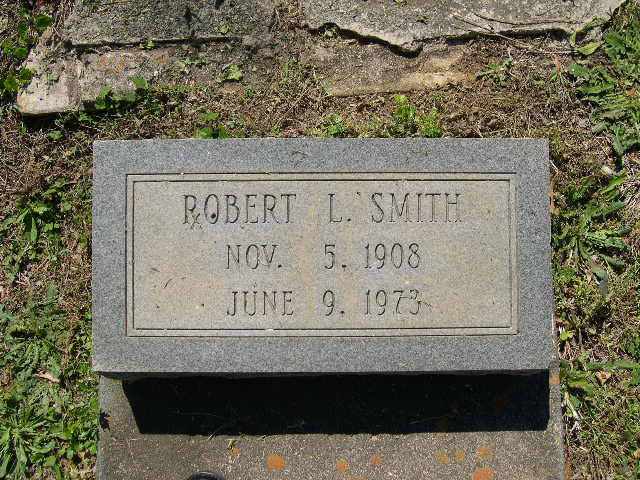 ROBERT L. SMITH
NOV. 5. 1908
JUNE 9. 1973